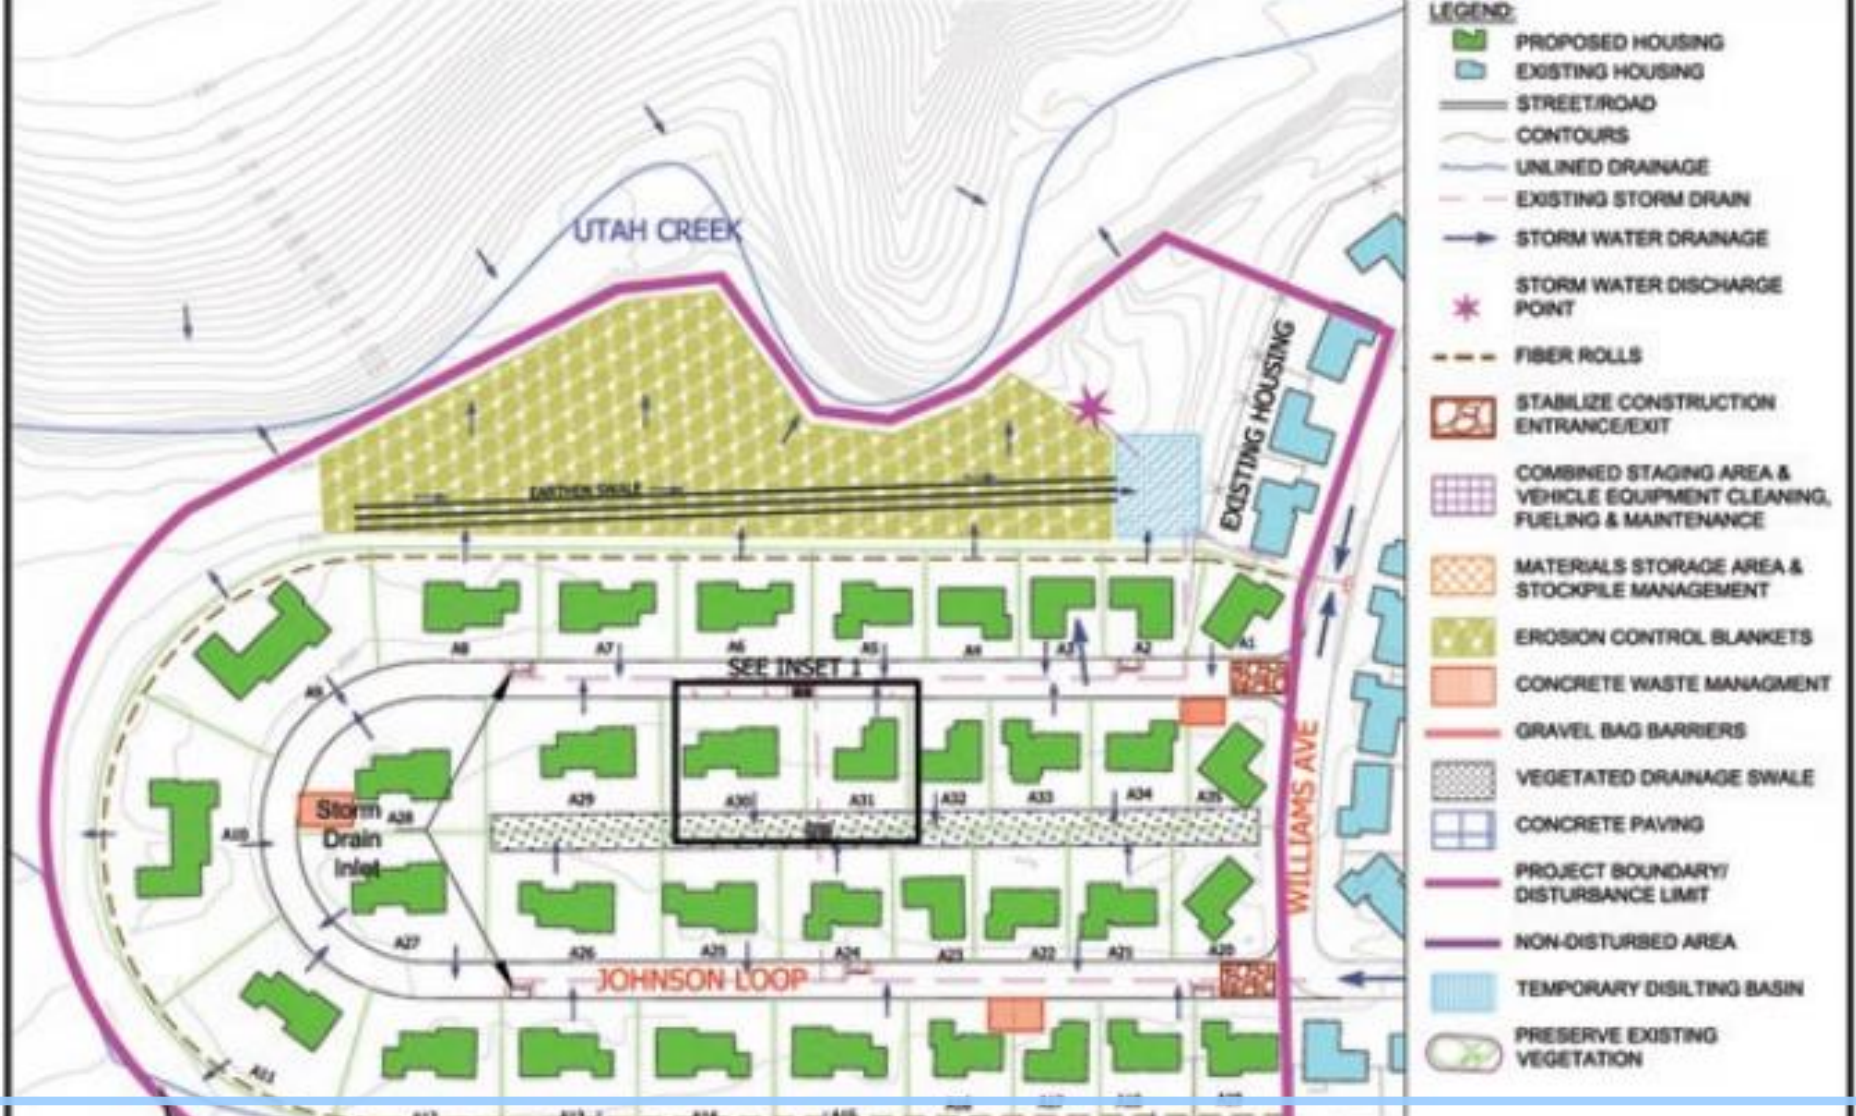 UTAH CREEK
EARTHEN SWALE
EXISTING HOUSING
A8
A7
A6
A5
A4
A3
A2
A1
SEE INSET 1
A9
A29
A30
A31
A32
A33
A34
A35
Storm
Drain
Inlet
A28
A10
WILLIAMS AVE
A27
A26
A25
A24
A23
A22
A21
A20
JOHNSON LOOP
A11
LEGEND:
PROPOSED HOUSING
EXISTING HOUSING
STREET/ROAD
CONTOURS
UNLINED DRAINAGE
EXISTING STORM DRAIN
STORM WATER DRAINAGE
STORM WATER DISCHARGE
POINT
FIBER ROLLS
STABILIZE CONSTRUCTION
ENTRANCE/EXIT
COMBINED STAGING AREA &
VEHICLE EQUIPMENT CLEANING,
FUELING & MAINTENANCE
MATERIALS STORAGE AREA &
STOCKPILE MANAGEMENT
EROSION CONTROL BLANKETS
CONCRETE WASTE MANAGMENT
GRAVEL BAG BARRIERS
VEGETATED DRAINAGE SWALE
CONCRETE PAVING
PROJECT BOUNDARY/
DISTURBANCE LIMIT
NON-DISTURBED AREA
TEMPORARY DISILTING BASIN
PRESERVE EXISTING
VEGETATION